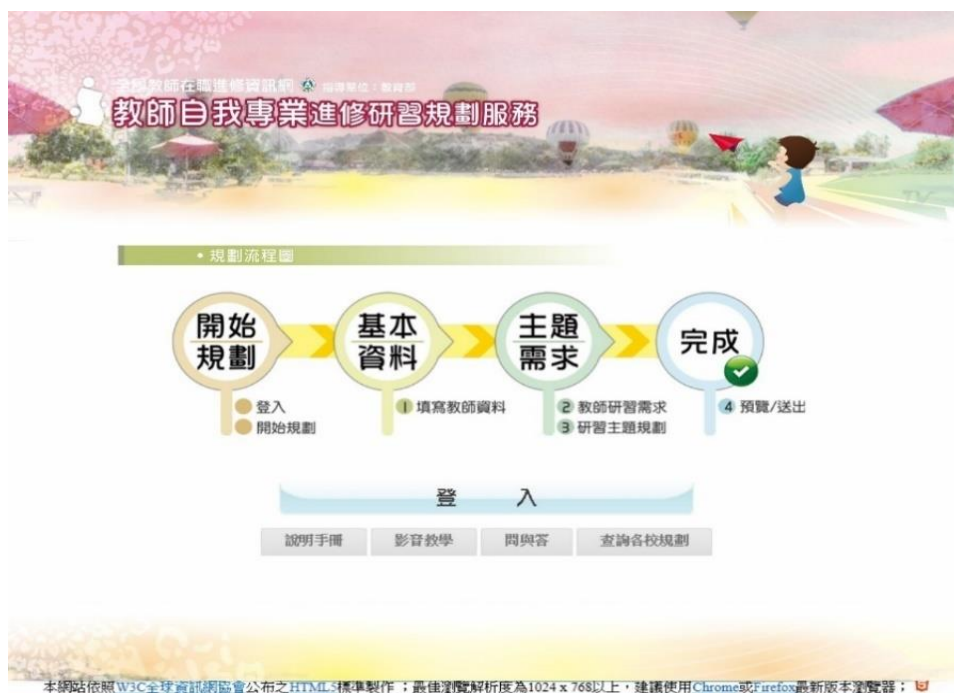 全國教師在職進修資訊網 指導單位：教育部
教師自我專業進修研習規劃服務
• 規劃流程圖
開始規劃
基本資料
主題需求
完成
登入
開始規劃
1 填寫教師資料
2 教師研習需求
3 研習主題規劃
4 預覽/送出
登 入
說明手冊 影音教學 問與答 查詢各校規劃
本網站依照W3C全球資訊網協會公布之HTML5標準製作；最佳瀏覽解析度為1024 x 768以上，建議使用Chrome或Firefox最新版本瀏覽器；